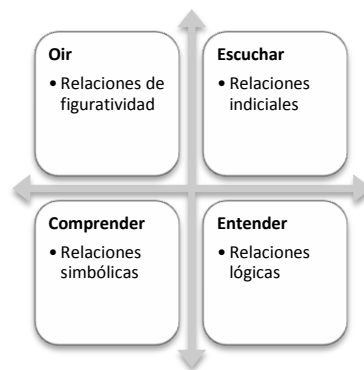 Oir
• Relaciones de
figuratividad
Escuchar
• Relaciones
indiciales
Comprender
• Relaciones
simbólicas
Entender
• Relaciones
lógicas